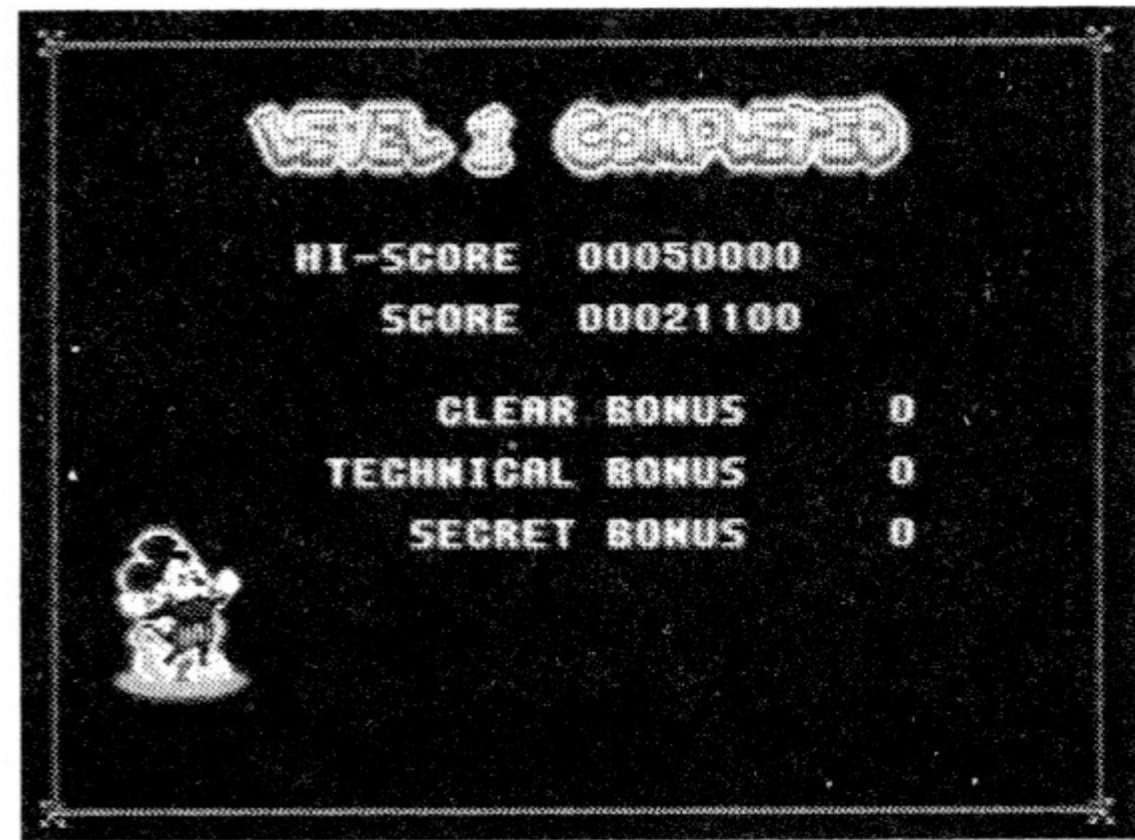 LEVEL 1 COMPLETED
HI-SCORE 00050000
SCORE 00021100
CLEAR BONUS 0
TECHNICAL BONUS 0
SECRET BONUS 0